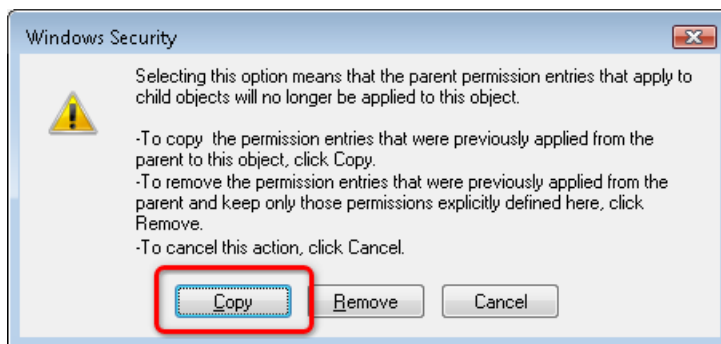 Windows Security
Selecting this option means that the parent permission entries that apply to
child objects will no longer be applied to this object.
-To copy  the permission entries that were previously applied from the
parent to this object, click Copy.
-To remove the permission entries that were previously applied from the
parent and keep only those permissions explicitly defined here, click
Remove.
-To cancel this action, click Cancel.
Copy Remove Cancel